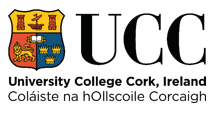 UCC
University College Cork, Ireland
Coláiste na hOllscoile Corcaigh